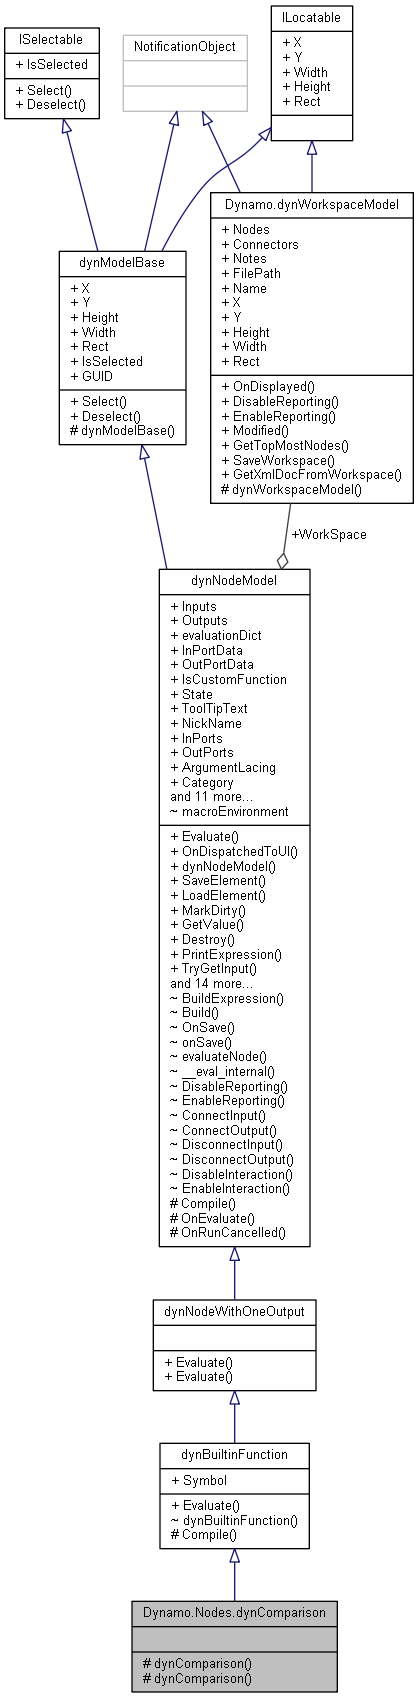 ISelectable
+ IsSelected
+ Select()
+ Deselect()
NotificationObject
ILocatable
+ X
+ Y
+ Width
+ Height
+ Rect
Dynamo.dynWorkspaceModel
+ Nodes
+ Connectors
+ Notes
+ FilePath
+ Name
+ X
+ Y
+ Height
+ Width
+ Rect
+ OnDisplayed()
+ DisableReporting()
+ EnableReporting()
+ Modified()
+ GetTopMostNodes()
+ SaveWorkspace()
+ GetXmlDocFromWorkspace()
# dynWorkspaceModel()
dynModelBase
+ X
+ Y
+ Height
+ Width
+ Rect
+ IsSelected
+ GUID
+ Select()
+ Deselect()
# dynModelBase()
+WorkSpace
dynNodeModel
+ Inputs
+ Outputs
+ evaluationDict
+ InPortData
+ OutPortData
+ IsCustomFunction
+ State
+ ToolTipText
+ NickName
+ InPorts
+ OutPorts
+ ArgumentLacing
+ Category
and 11 more...
~ macroEnvironment
+ Evaluate()
+ OnDispatchedToUI()
+ dynNodeModel()
+ SaveElement()
+ LoadElement()
+ MarkDirty()
+ GetValue()
+ Destroy()
+ PrintExpression()
+ TryGetInput()
and 14 more...
~ BuildExpression()
~ Build()
~ OnSave()
~ onSave()
~ evaluateNode()
~ __eval_internal()
~ DisableReporting()
~ EnableReporting()
~ ConnectInput()
~ ConnectOutput()
~ DisconnectInput()
~ DisconnectOutput()
~ DisableInteraction()
~ EnableInteraction()
# Compile()
# OnEvaluate()
# OnRunCancelled()
dynNodeWithOneOutput
+ Evaluate()
+ Evaluate()
dynBuiltinFunction
+ Symbol
+ Evaluate()
~ dynBuiltinFunction()
# Compile()
Dynamo.Nodes.dynComparison
# dynComparison()
# dynComparison()